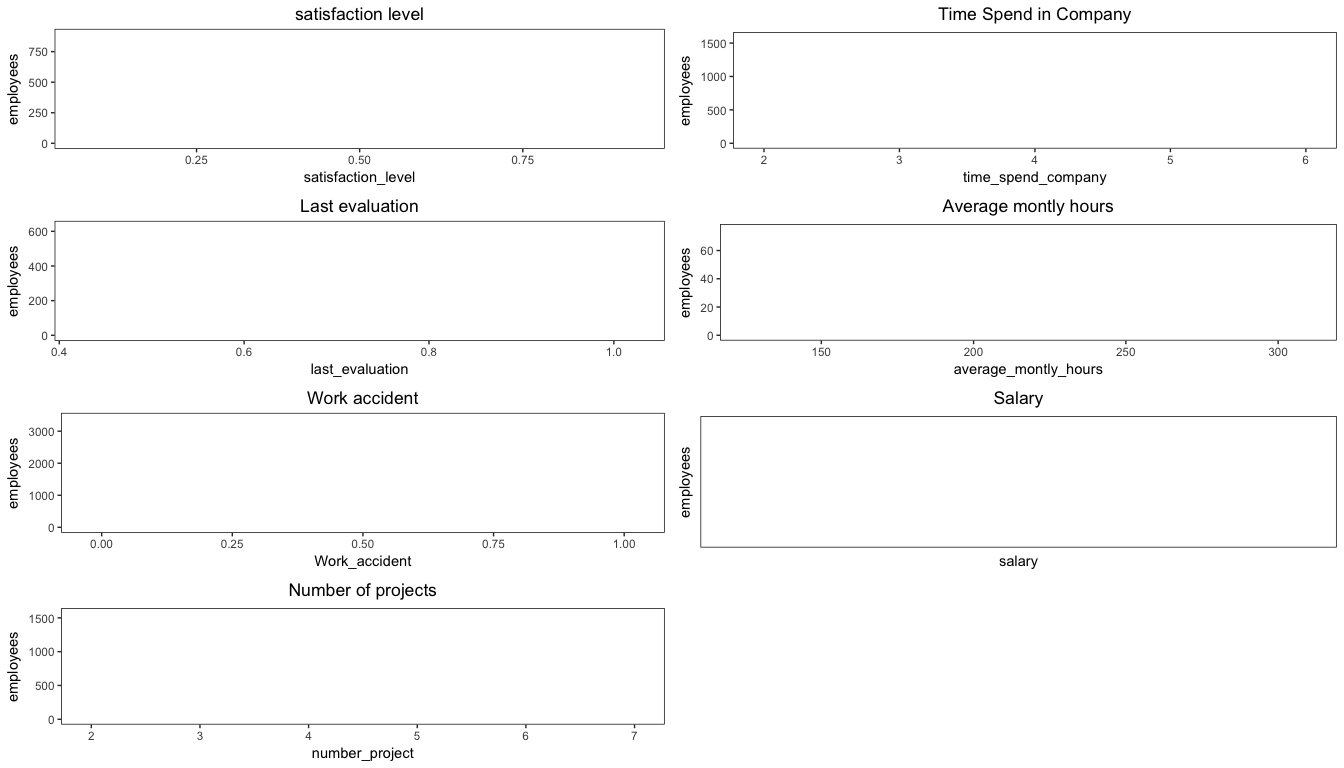 satisfaction level
employees
750
500
250
0
0.25 0.50 0.75
satisfaction_level
Time Spend in Company
employees
1500
1000
500
0
2 3 4 5 6
time_spend_company
Last evaluation
employees
600
400
200
0
0.4 0.6 0.8 1.0
last_evaluation
Average montly hours
employees
60
40
20
0
150 200 250 300
average_montly_hours
Work accident
employees
3000
2000
1000
0
0.00 0.25 0.50 0.75 1.00
Work_accident
Salary
employees
salary
Number of projects
employees
1500
1000
500
0
2 3 4 5 6 7
number_project